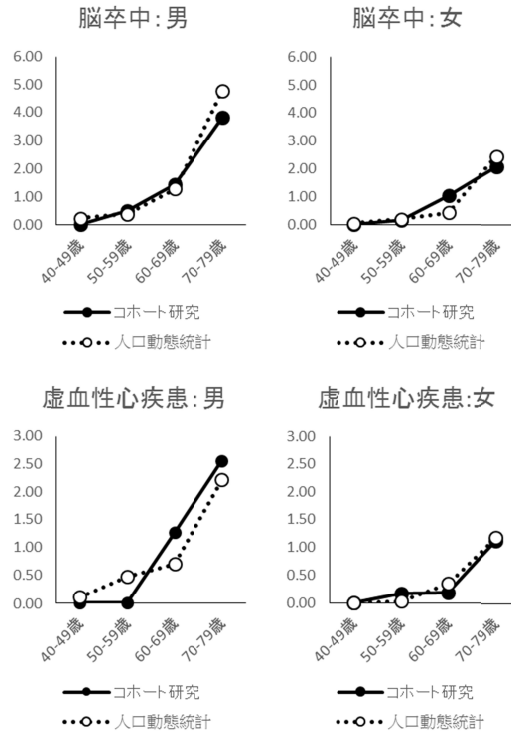 脳卒中:男
6.00
5.00
4.00
3.00
2.00
1.00
0.00
40-49歳
50-59歳
60-69歳
70-79歳
コホート研究
人口動態統計
脳卒中:女
6.00
5.00
4.00
3.00
2.00
1.00
0.00
40-49歳
50-59歳
60-69歳
70-79歳
コホート研究
人口動態統計
虚血性心疾患:男
3.00
2.50
2.00
1.50
1.00
0.50
0.00
40-49歳
50-59歳
60-69歳
70-79歳
コホート研究
人口動態統計
虚血性心疾患:女
3.00
2.50
2.00
1.50
1.00
0.50
0.00
40-49歳
50-59歳
60-69歳
70-79歳
コホート研究
人口動態統計